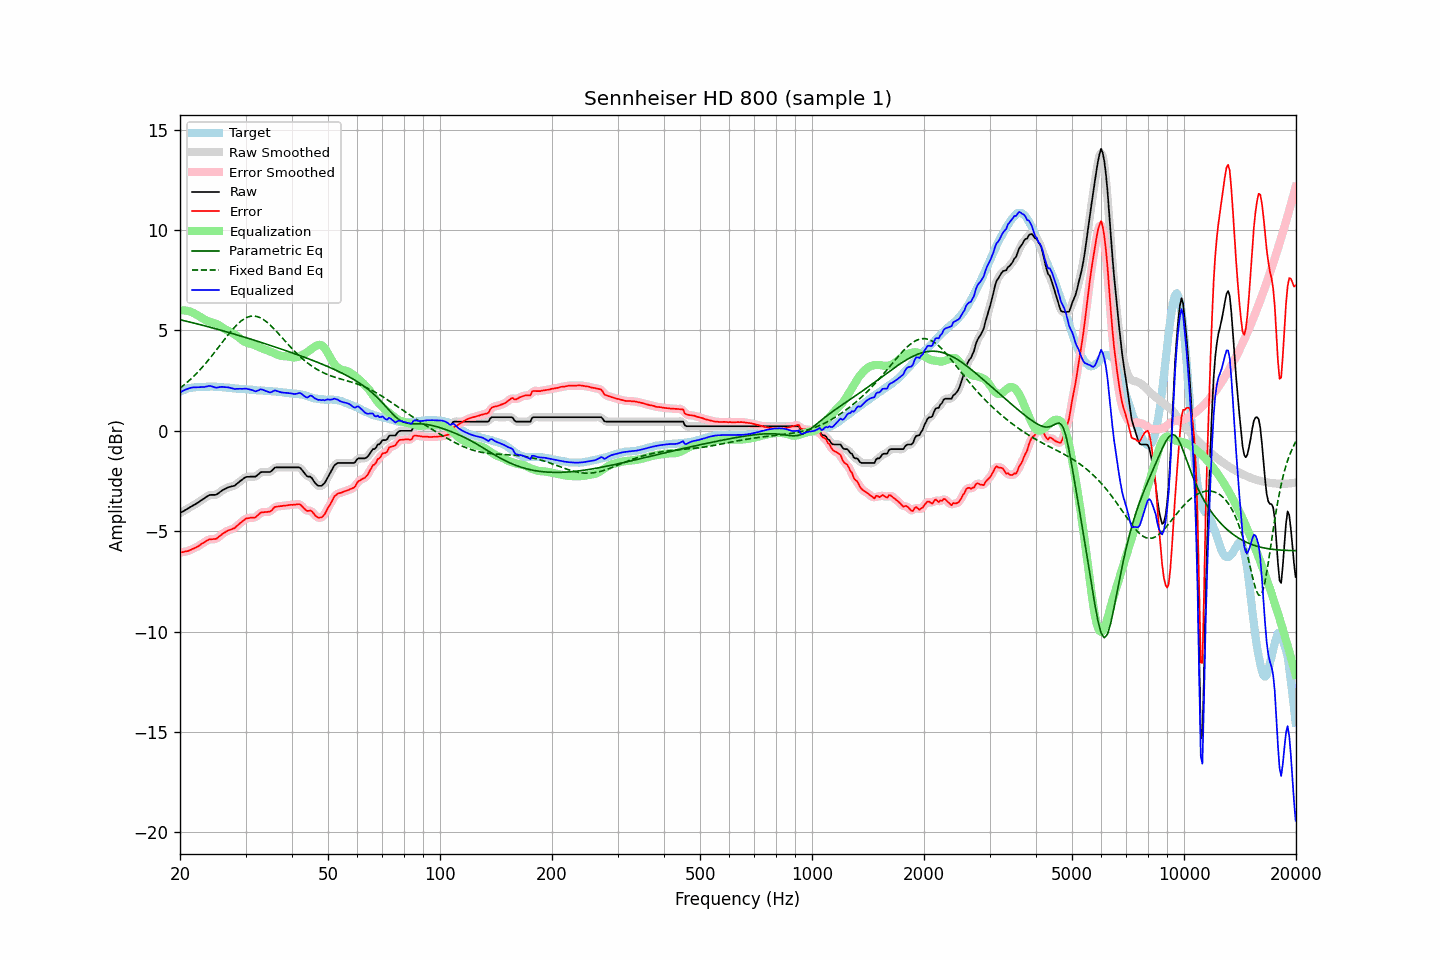 Sennheiser HD 800 (sample 1)
Target
Raw Smoothed
Error Smoothed
Raw
Error
Equalization
Parametric Eq
Fixed Band Eq
Equalized
15
10
5
0
−5
−10
−15
−20
Amplitude (dBr)
20 50 100 200 500 1000 2000 5000 10000 20000
Frequency (Hz)